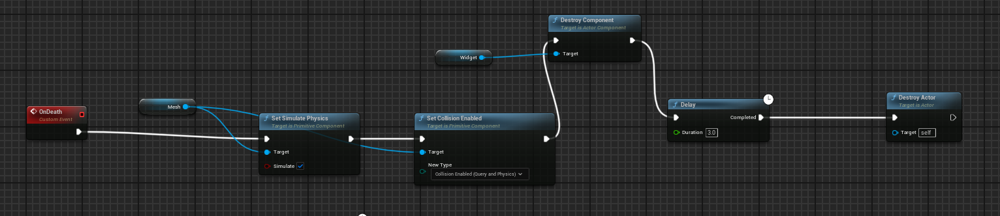 OnDeath
Custom Event
Mesh
Set Simulate Physics
Target is Primitive Component
Target
Simulate
Set Collision Enabled
Target is Primitive Component
Target
New Type
Collision Enabled (Query and Physics)
Widget
Destroy Component
Target is Actor Component
Target
Delay
Completed
Duration 3.0
Destroy Actor
Target is Actor
Target self